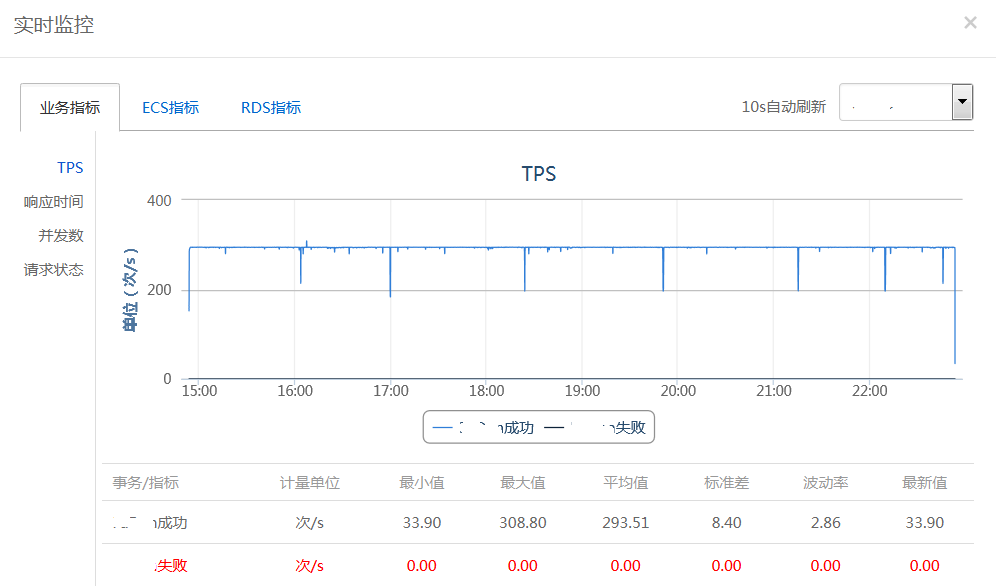 实时监控
×
业务指标 ECS指标 RDS指标 10s自动刷新
TPS
响应时间
并发数
请求状态
TPS
单位(次/s)
400
200
0
15:00 16:00 17:00 18:00 19:00 20:00 21:00 22:00
成功 失败
事务/指标 计量单位 最小值 最大值 平均值 标准差 波动率 最新值
成功 次/s 33.90 308.80 293.51 8.40 2.86 33.90
失败 次/s 0.00 0.00 0.00 0.00 0.00 0.00